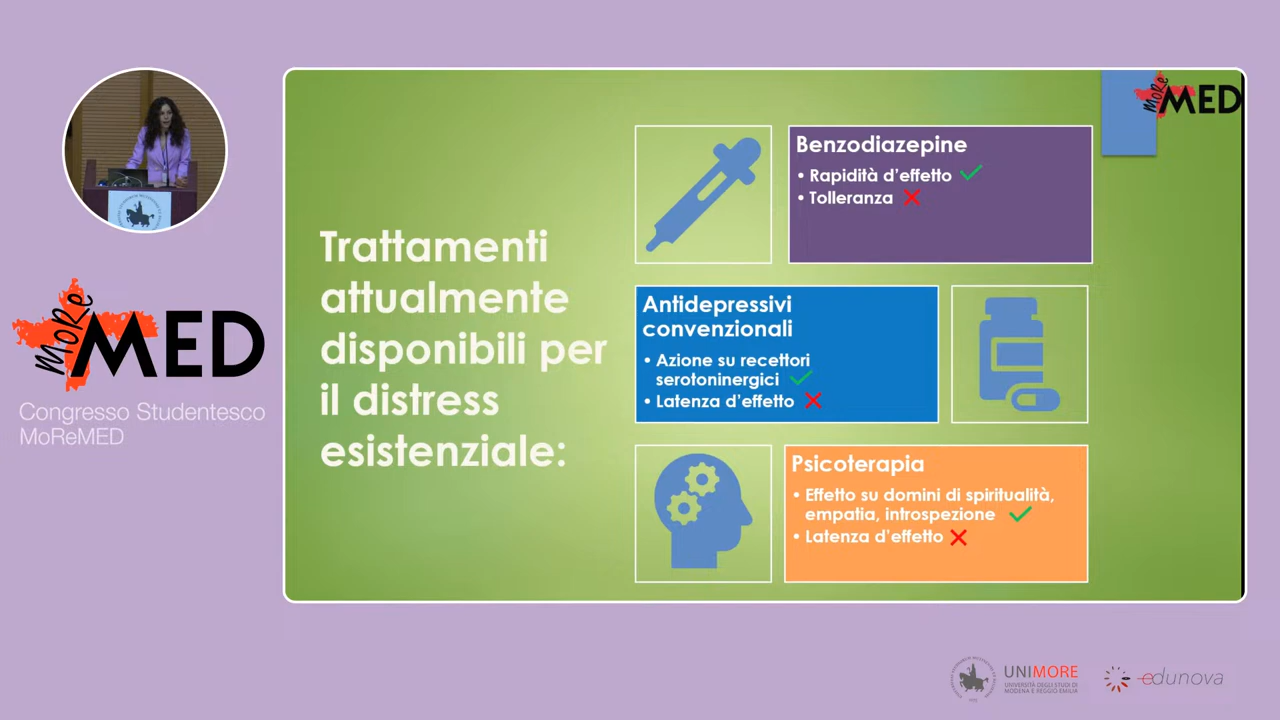 MoRe MED
Congresso Studentesco
MoReMED
Trattamenti
attualmente
disponibili per
il distress
esistenziale:
MoRe MED
Benzodiazepine
• Rapidità d'effetto
• Tolleranza
Antidepressivi
convenzionali
• Azione su recettori
serotoninergici
• Latenza d'effetto
Psicoterapia
• Effetto su domini di spiritualità,
empatia, introspezione
• Latenza d'effetto
UNIMORE
UNIVERSITÀ DEGLI STUDI DI
MODENA E REGGIO EMILIA
edunova